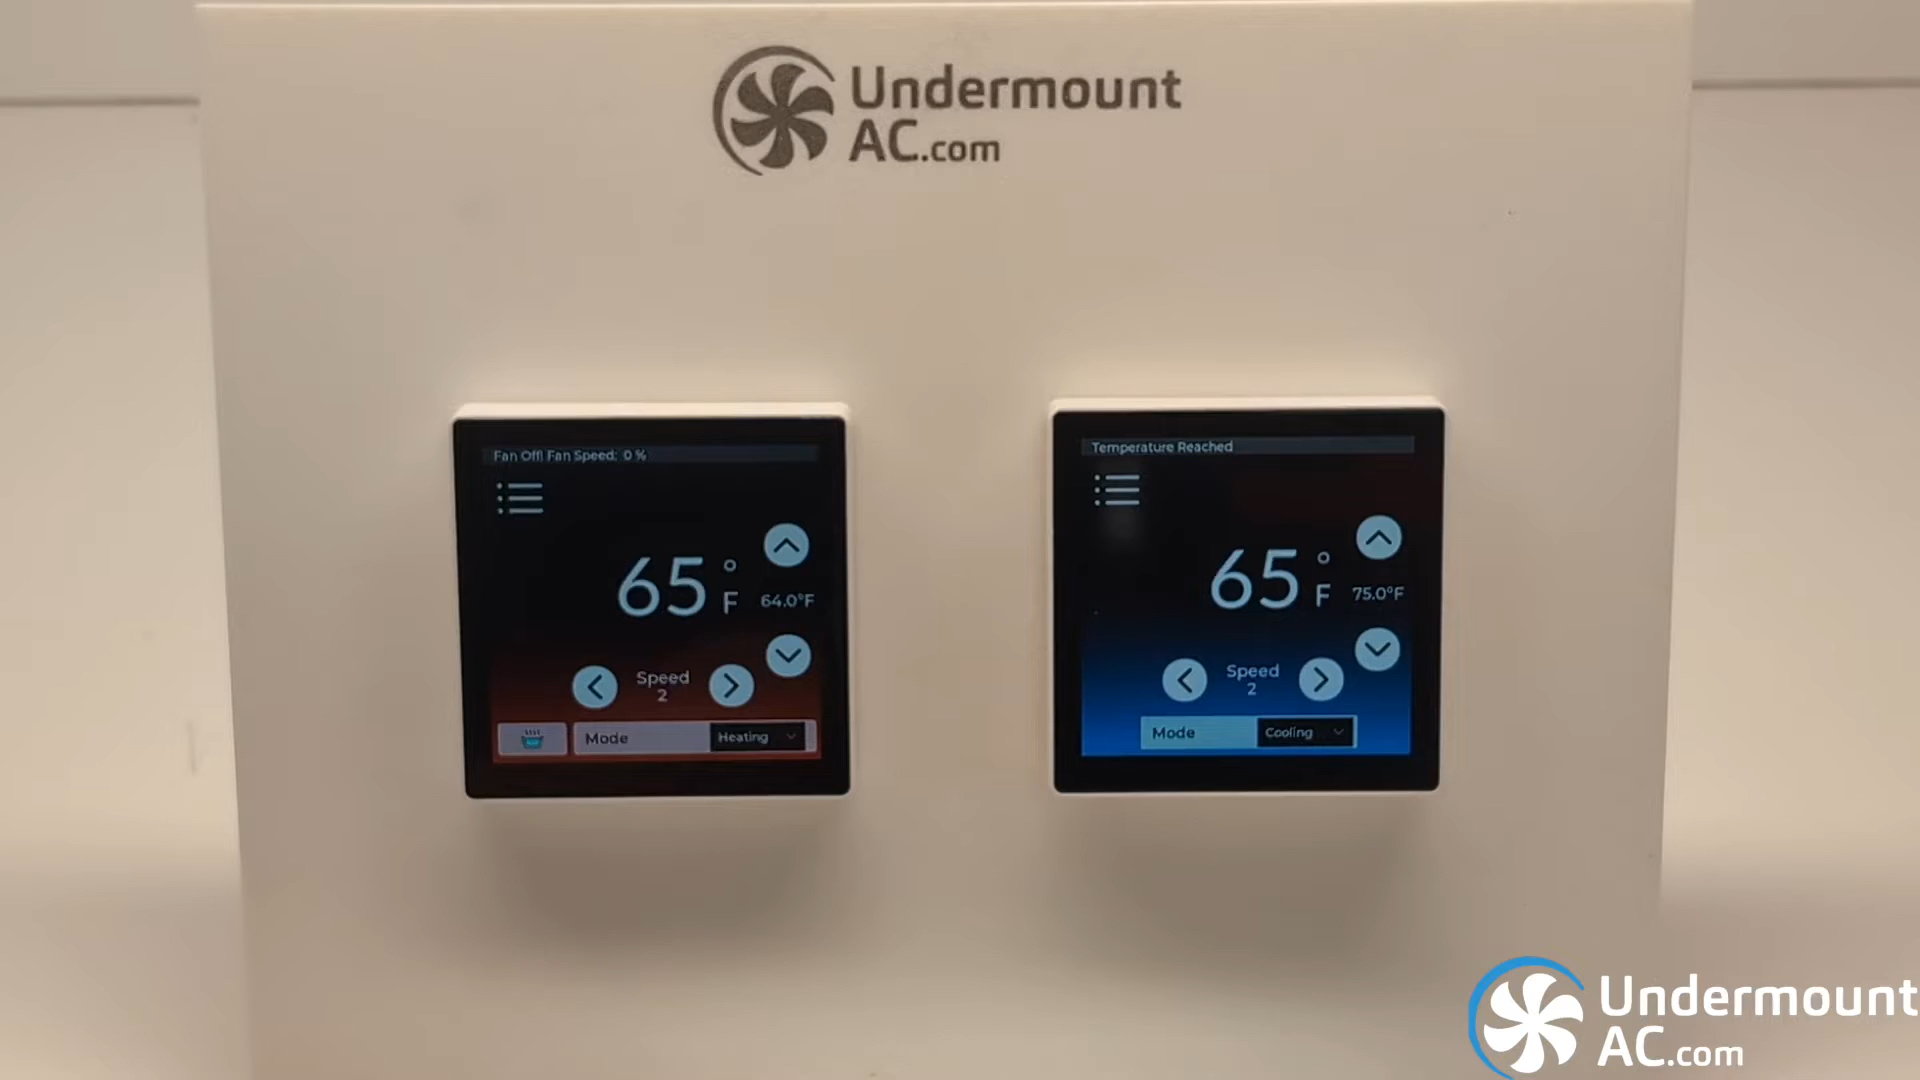 Undermount
AC.com
Fan Off! Fan Speed: 0 %
65 °F
64.0°F
Speed
2
Mode
Heating
Temperature Reached
65 °F
75.0°F
Speed
2
Mode
Cooling
Undermount
AC.com